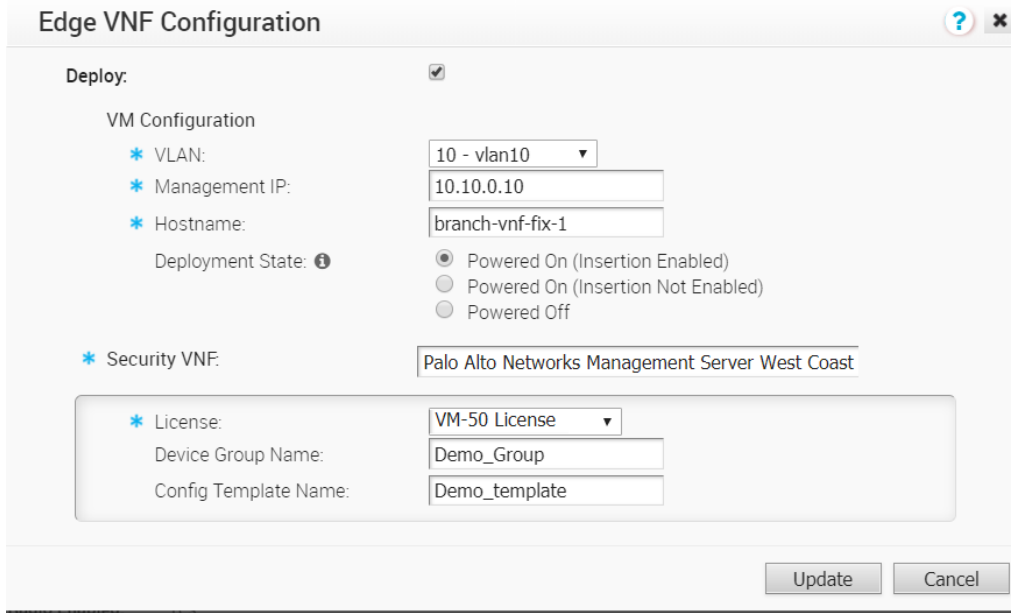 Edge VNF Configuration ? ✖
Deploy:
VM Configuration
* VLAN: 10 - vlan10
* Management IP: 10.10.0.10
* Hostname: branch-vnf-fix-1
Deployment State: Powered On (Insertion Enabled)
Powered On (Insertion Not Enabled)
Powered Off
* Security VNF: Palo Alto Networks Management Server West Coast
* License: VM-50 License
Device Group Name: Demo_Group
Config Template Name: Demo_template
Update Cancel